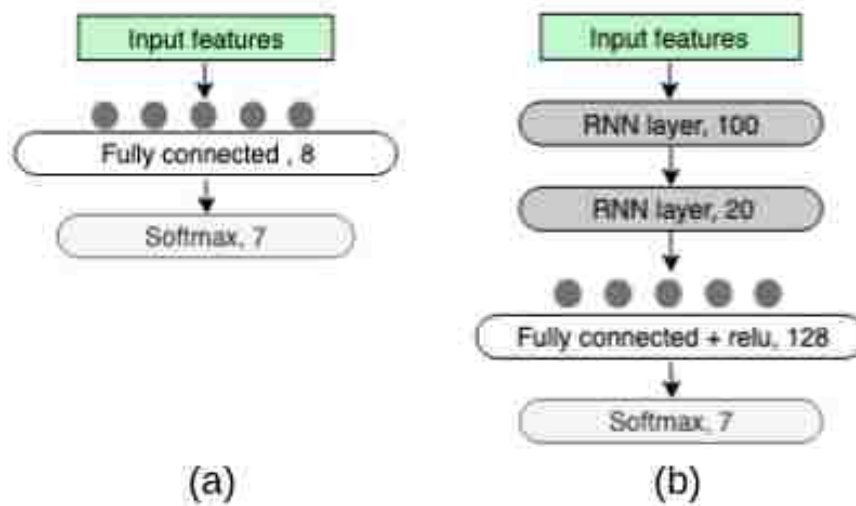 Input features
Fully connected , 8
Softmax, 7
(a)
Input features
RNN layer, 100
RNN layer, 20
Fully connected + relu, 128
Softmax, 7
(b)